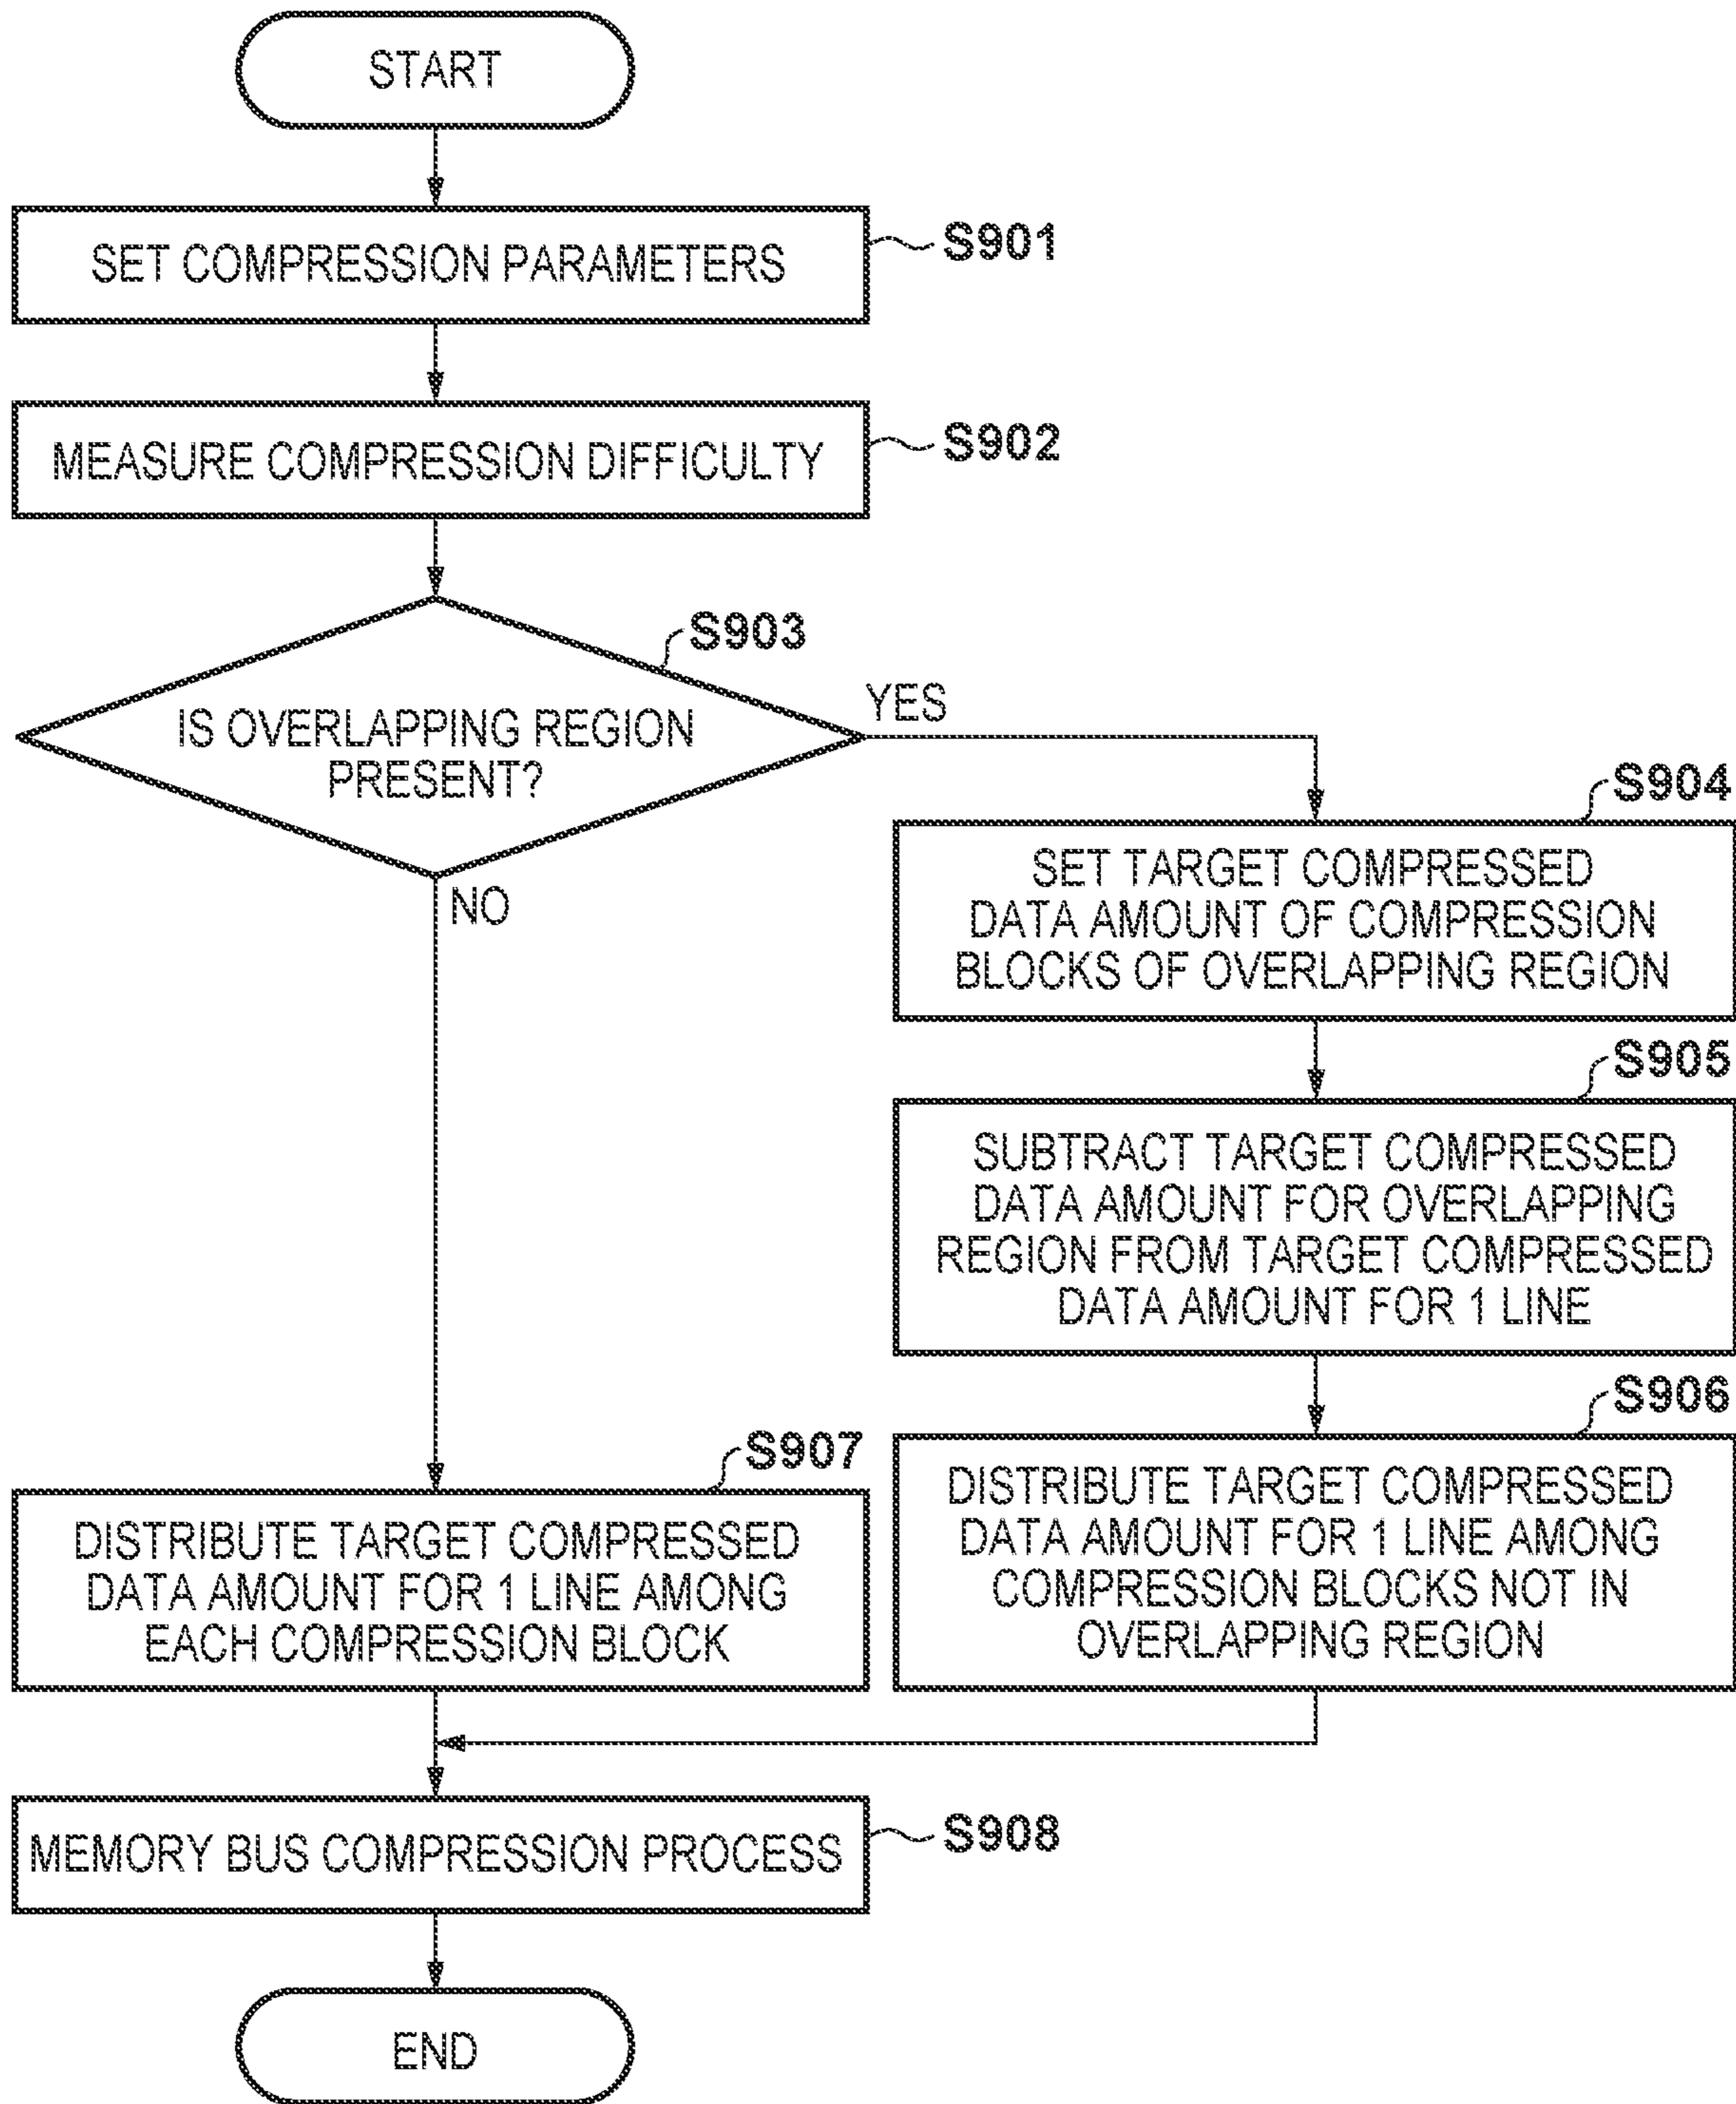 START
SET COMPRESSION PARAMETERS
S901
MEASURE COMPRESSION DIFFICULTY
S902
S903
IS OVERLAPPING REGION
PRESENT?
YES
NO
S904
SET TARGET COMPRESSED
DATA AMOUNT OF COMPRESSION
BLOCKS OF OVERLAPPING REGION
S905
SUBTRACT TARGET COMPRESSED
DATA AMOUNT FOR OVERLAPPING
REGION FROM TARGET COMPRESSED
DATA AMOUNT FOR 1 LINE
S906
DISTRIBUTE TARGET COMPRESSED
DATA AMOUNT FOR 1 LINE AMONG
COMPRESSION BLOCKS NOT IN
OVERLAPPING REGION
S907
DISTRIBUTE TARGET COMPRESSED
DATA AMOUNT FOR 1 LINE AMONG
EACH COMPRESSION BLOCK
MEMORY BUS COMPRESSION PROCESS
S908
END